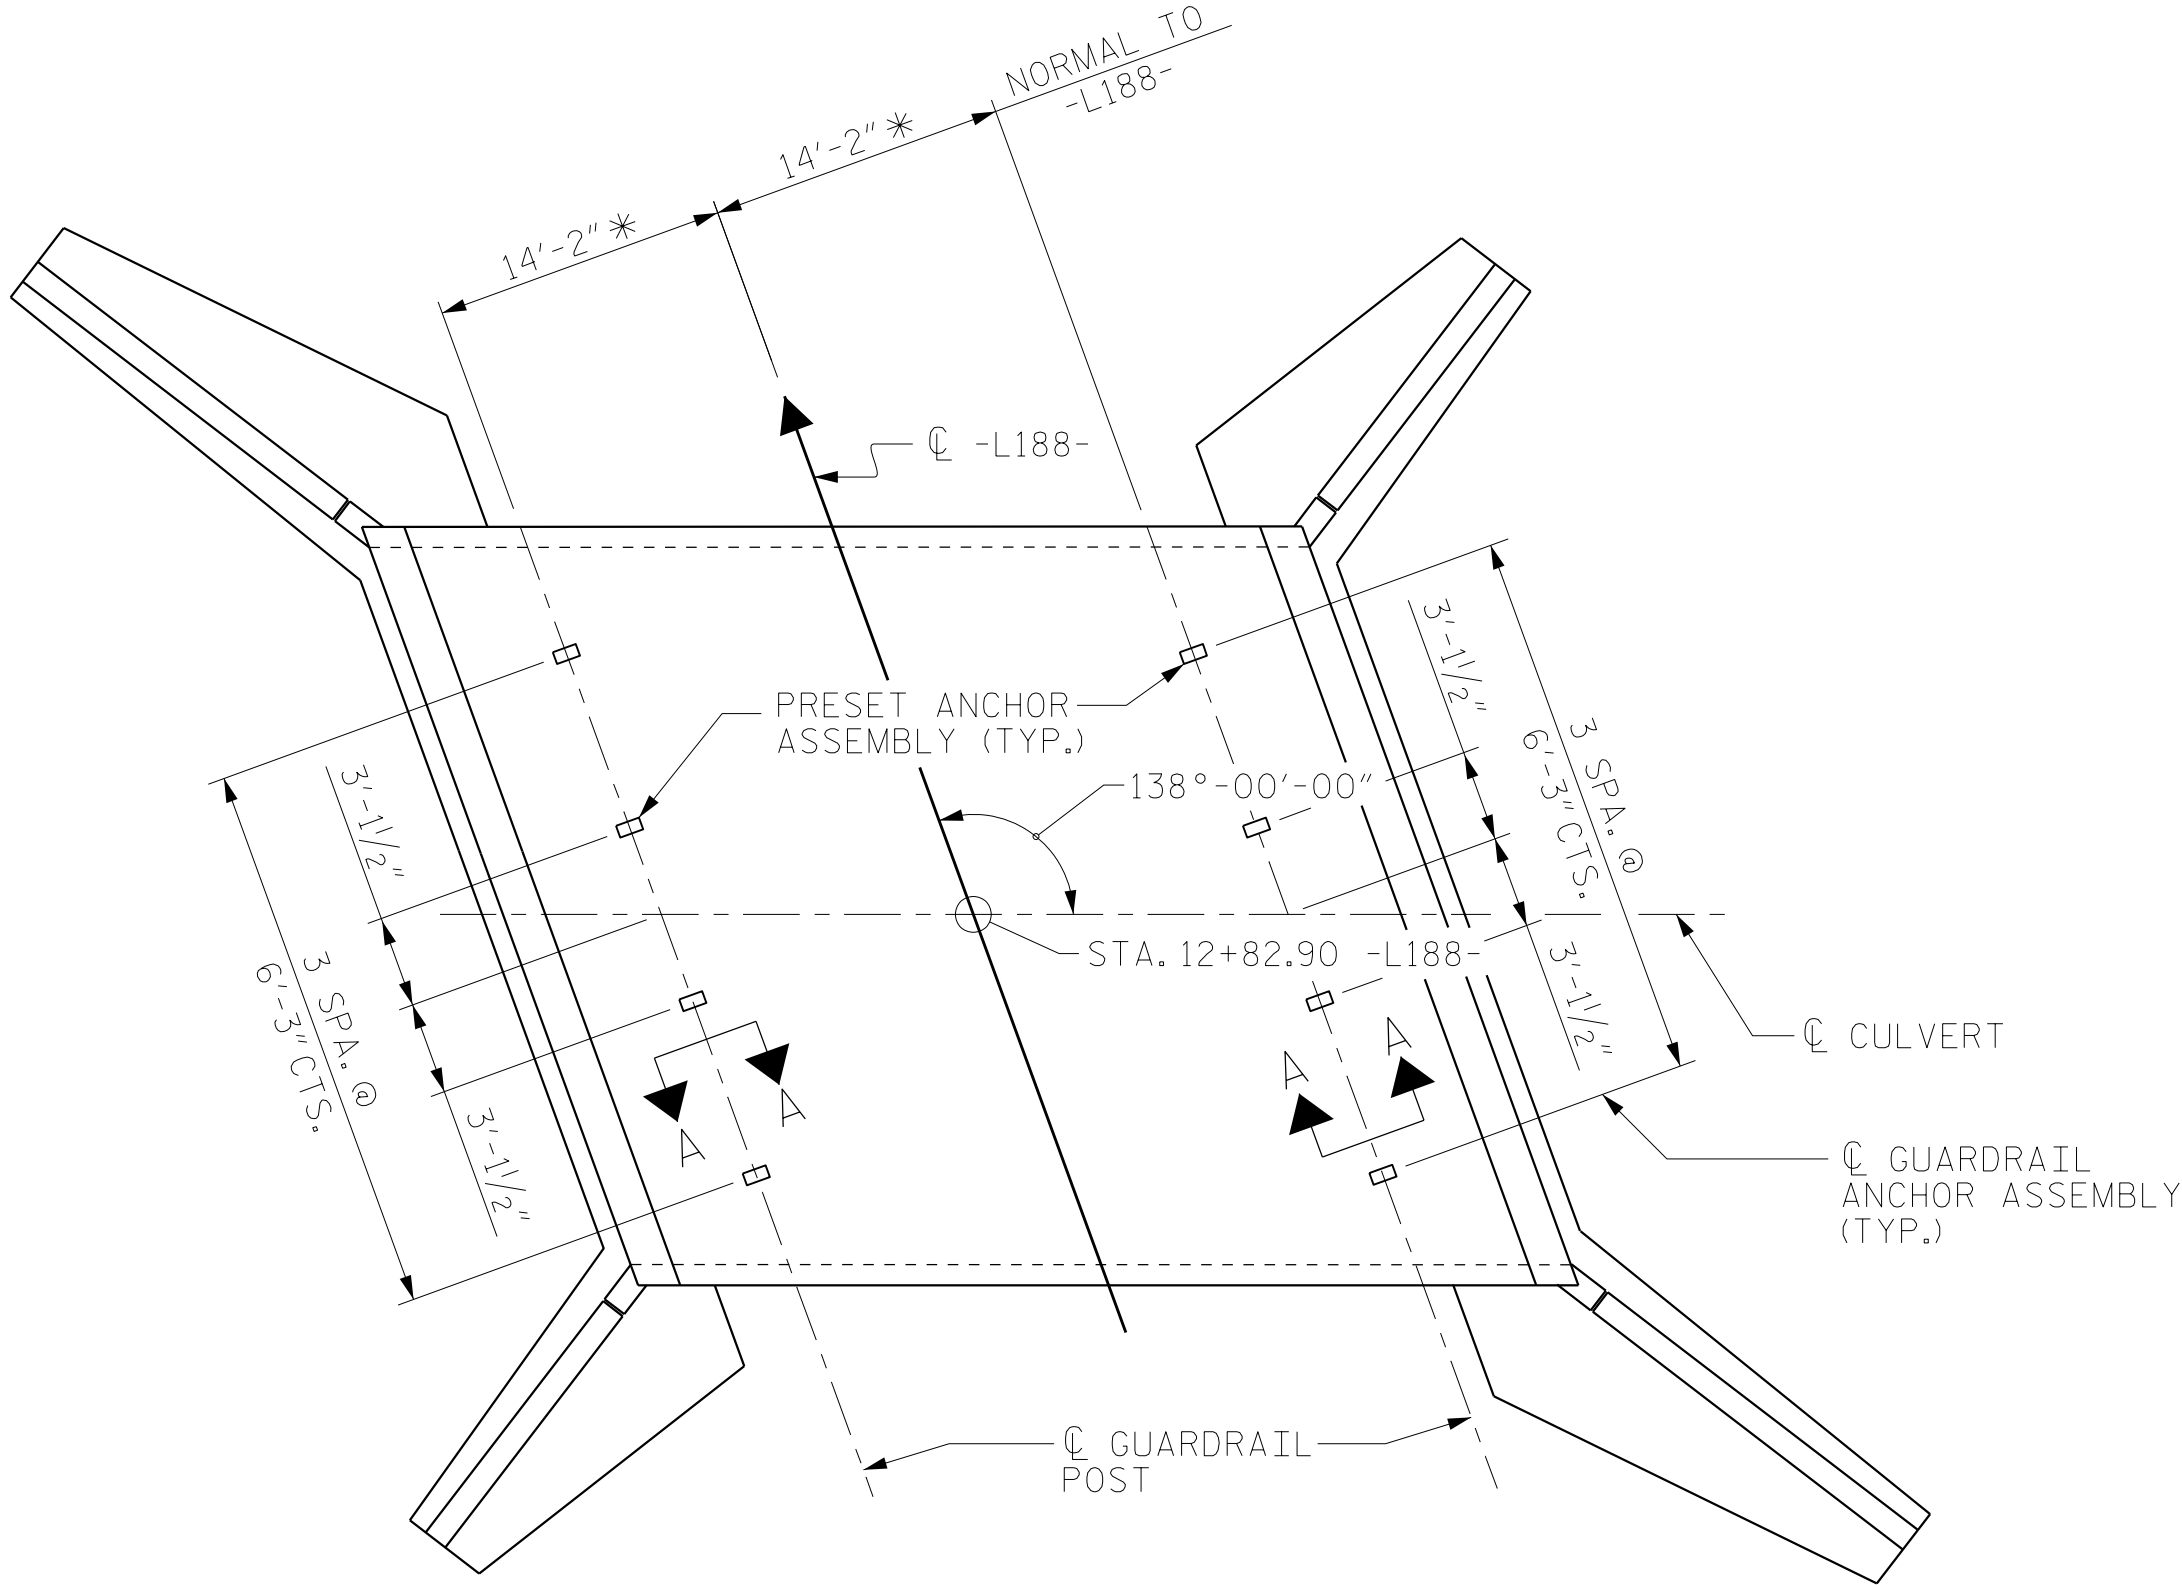 NORMAL TO
-L188-
14'-2"*
14'-2"*
℄ -L188-
PRESET ANCHOR
ASSEMBLY (TYP.)
138°-00'-00"
STA. 12+82.90 -L188-
3'-1½"
3 SPA. @
6'-3"CTS.
3'-1½"
3'-1½"
3 SPA. @
6'-3"CTS.
3'-1½"
A
A
A
A
℄ CULVERT
℄ GUARDRAIL
ANCHOR ASSEMBLY
(TYP.)
℄ GUARDRAIL
POST